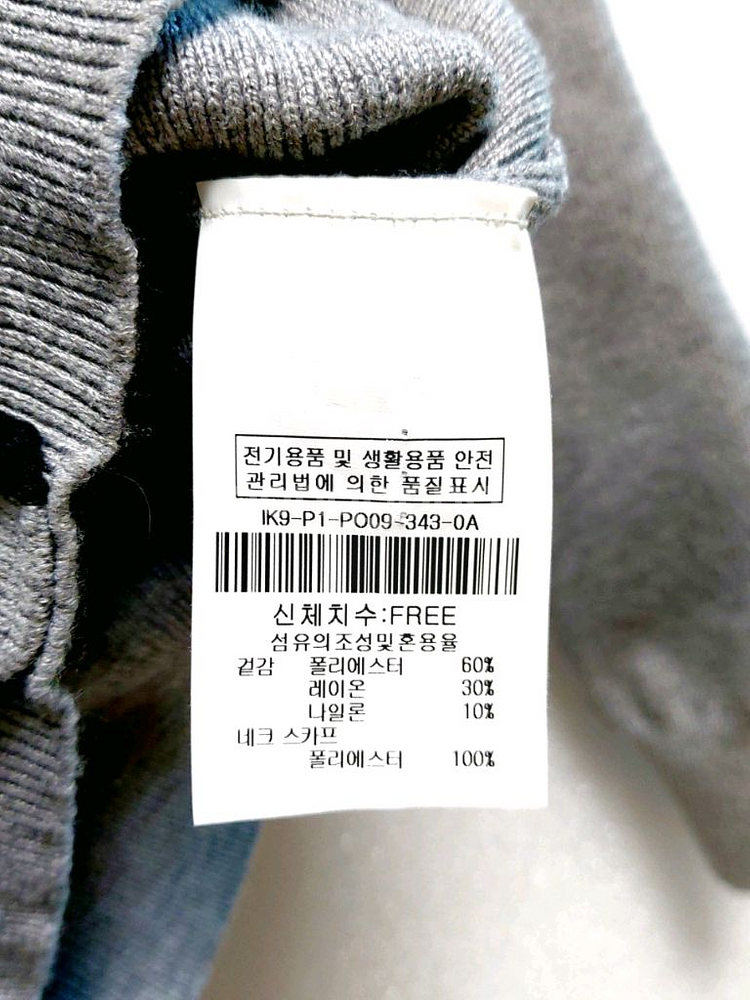 전기용품 및 생활용품 안전
관리법에 의한 품질표시
IK9-P1-PO09-343-0A
신체치수:FREE
섬유의조성및혼용율
겉감 폴리에스터 60%
레이온 30%
나일론 10%
네크 스카프
폴리에스터 100%